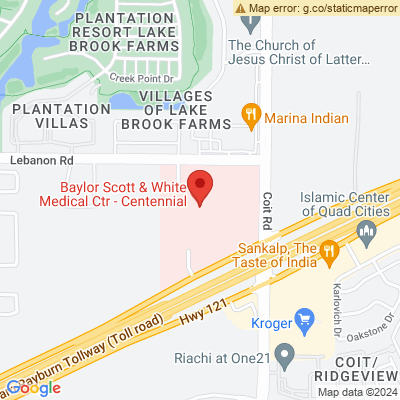 Map error: g.co/staticmaperror
PLANTATION
RESORT LAKE
BROOK FARMS
The Church of
Jesus Christ of Latter...
Creek Point Dr
VILLAGES
OF LAKE
BROOK FARMS
PLANTATION
VILLAS
Marina Indian
Lebanon Rd
Baylor Scott & White
Medical Ctr - Centennial
Coit Rd
Islamic Center
of Quad Cities
Sankalp, The
Taste of India
Hwy 121
Rayburn Tollway (Toll road)
Karlovich Dr
Kroger
Oakstone Dr
Riachi at One21
COIT/
RIDGEVIEW
Google
Map data ©2024